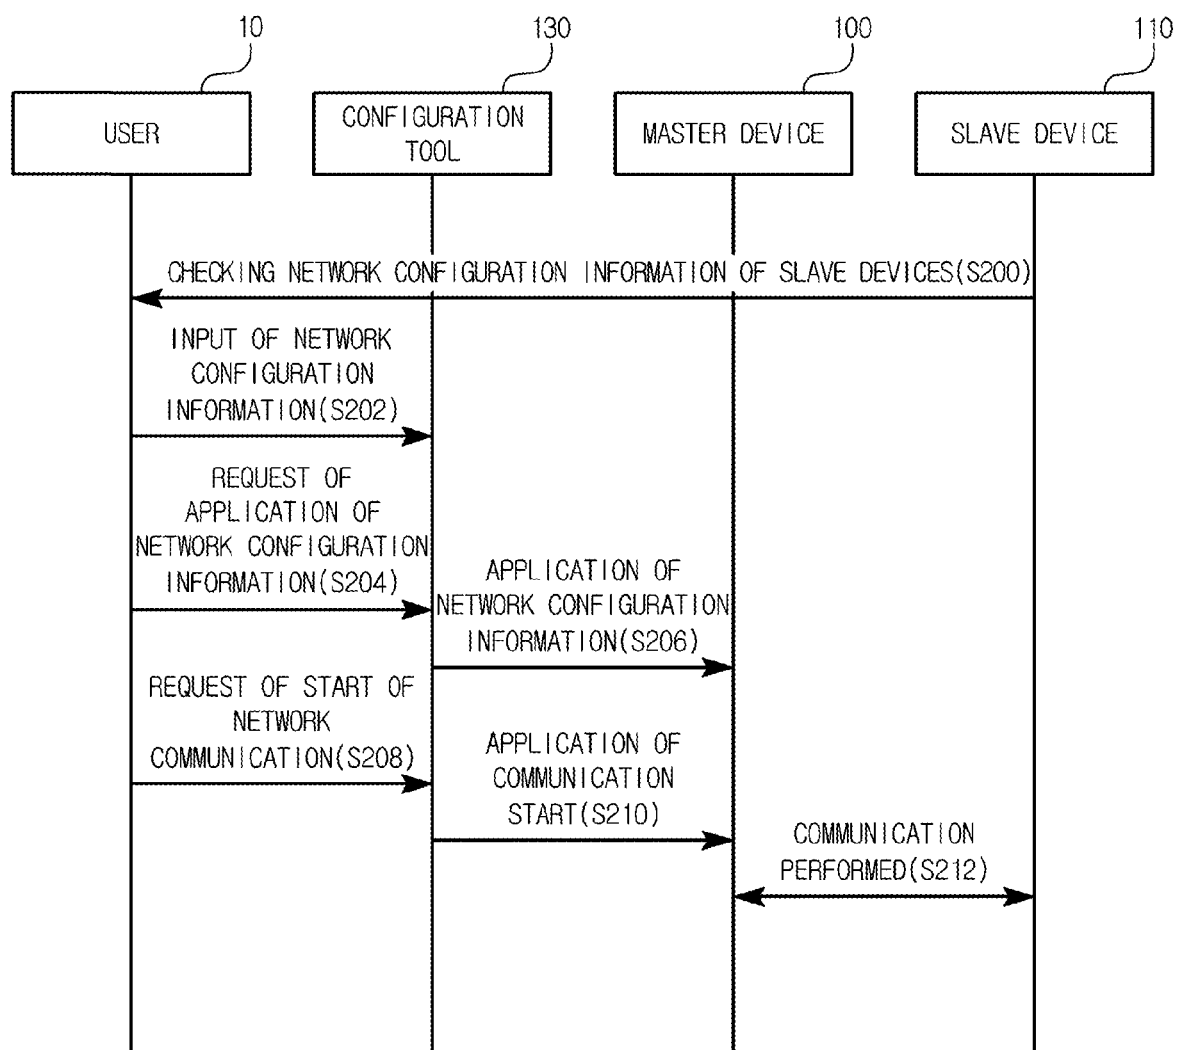 10
130
100
110
USER
CONFIGURATION
TOOL
MASTER DEVICE
SLAVE DEVICE
CHECKING NETWORK CONFIGURATION INFORMATION OF SLAVE DEVICES(S200)
INPUT OF NETWORK
CONFIGURATION
INFORMATION(S202)
REQUEST OF
APPLICATION OF
NETWORK CONFIGURATION
INFORMATION(S204)
APPLICATION OF
NETWORK CONFIGURATION
INFORMATION(S206)
REQUEST OF START OF
NETWORK
COMMUNICATION(S208)
APPLICATION OF
COMMUNICATION
START(S210)
COMMUNICATION
PERFORMED(S212)